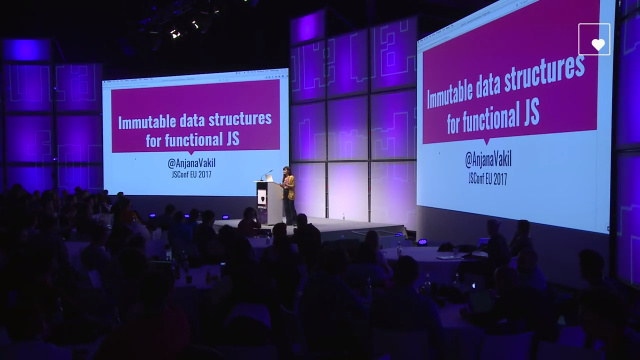 Immutable data structures
for functional JS
@AnjanaVakil
JSConf EU 2017
Immutable data structures
for functional JS
@AnjanaVakil
JSConf EU 2017